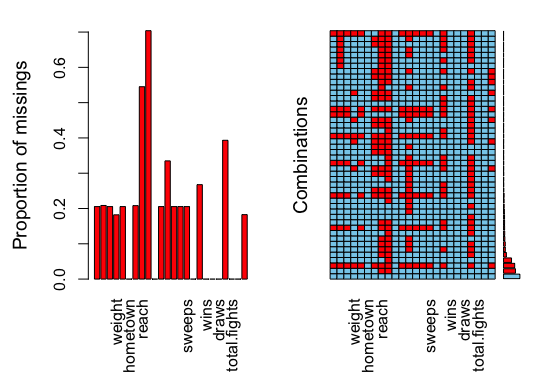 Proportion of missings
0.0
0.2
0.4
0.6
weight
hometown
reach
sweeps
wins
draws
total.fights
Combinations
weight
hometown
reach
sweeps
wins
draws
total.fights